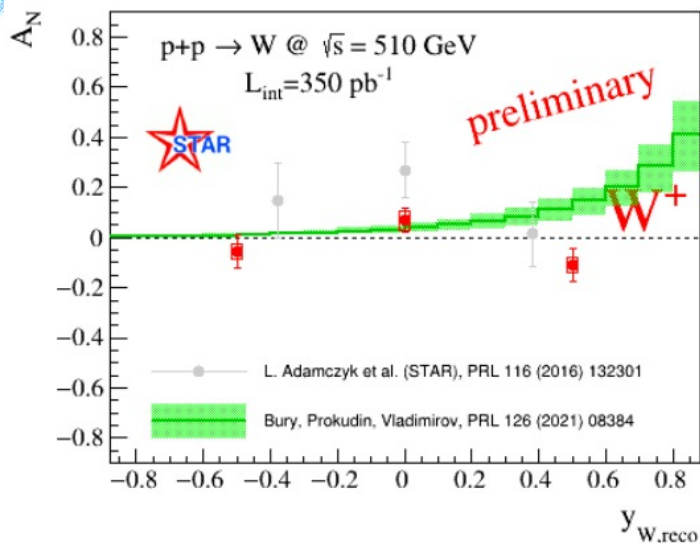 A_N
p+p → W @ √s = 510 GeV
L_int=350 pb⁻¹
preliminary
STAR
W⁺
0.8
0.6
0.4
0.2
0
−0.2
−0.4
−0.6
−0.8
L. Adamczyk et al. (STAR), PRL 116 (2016) 132301
Bury, Prokudin, Vladimirov, PRL 126 (2021) 08384
−0.8 −0.6 −0.4 −0.2 0 0.2 0.4 0.6 0.8
y_W,reco